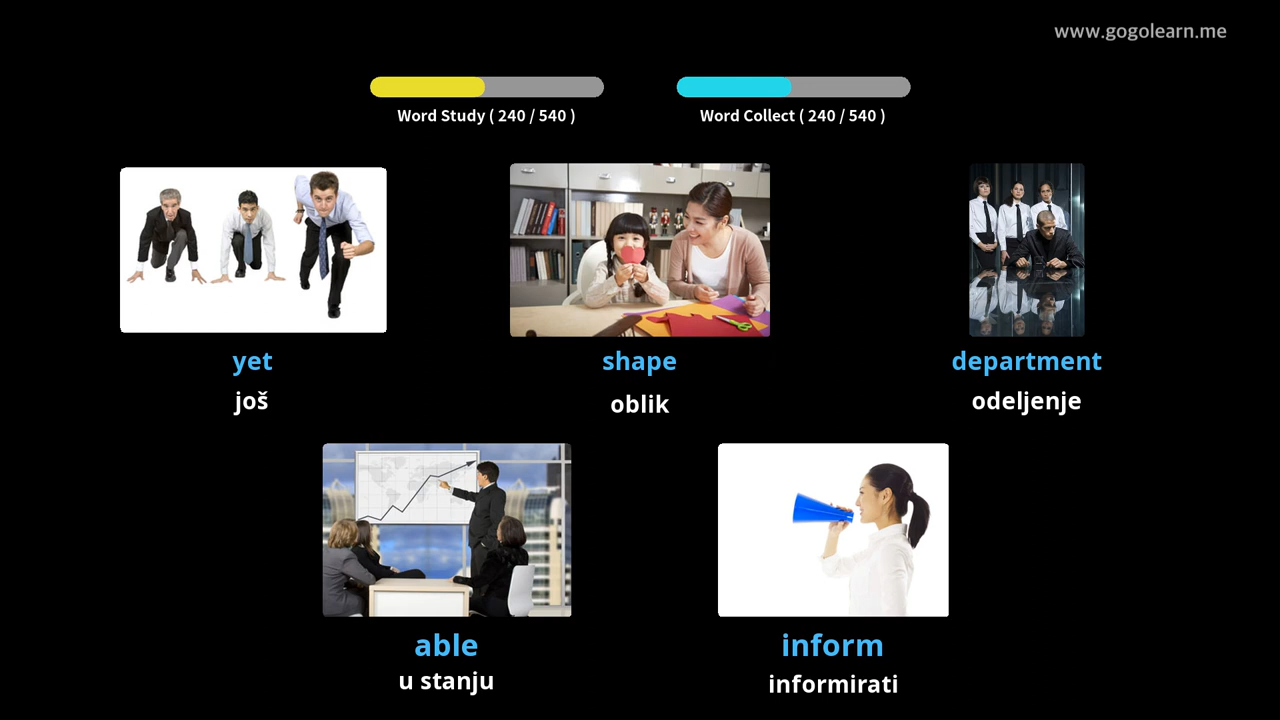 www.gogolearn.me
Word Study ( 240 / 540 )
Word Collect ( 240 / 540 )
yet
još
shape
oblik
department
odeljenje
able
u stanju
inform
informirati